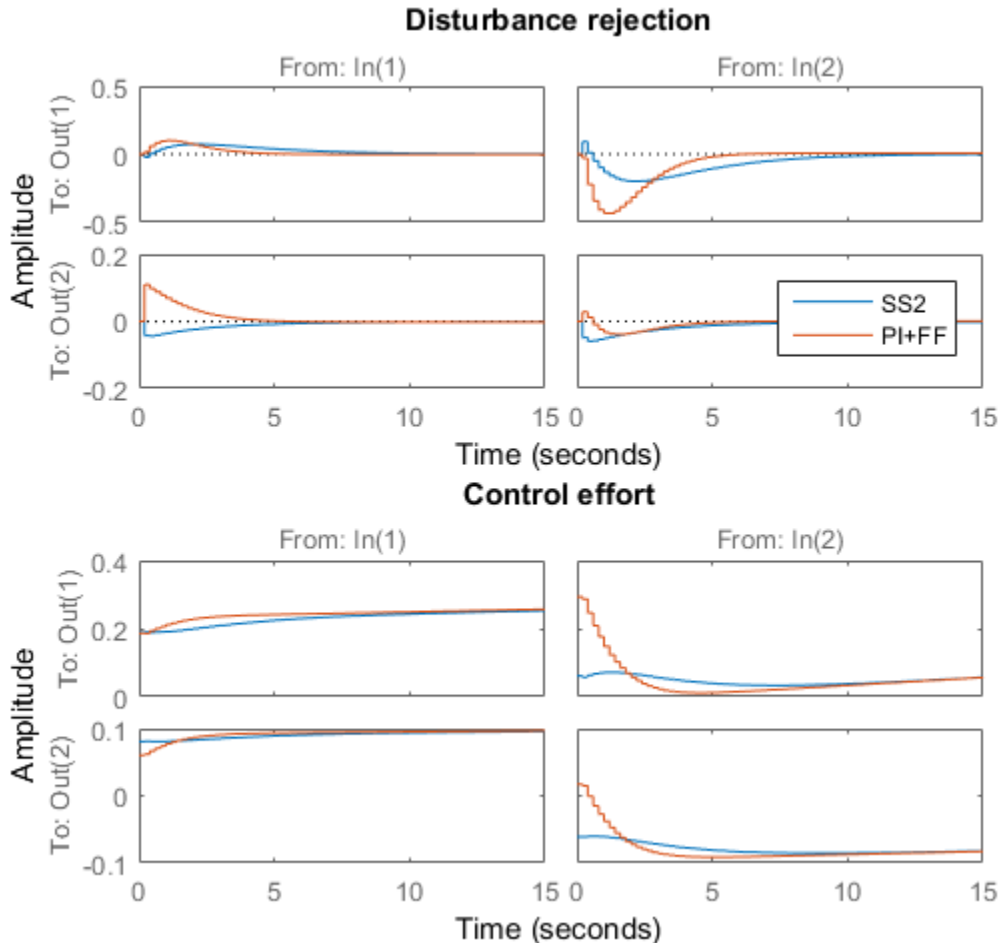 Disturbance rejection
From: In(1)
From: In(2)
Amplitude
To: Out(1)
0.5
0
-0.5
To: Out(2)
0.2
0
-0.2
SS2
PI+FF
0
5
10
15
0
5
10
15
Time (seconds)
Control effort
From: In(1)
From: In(2)
Amplitude
To: Out(1)
0.4
0.2
0
To: Out(2)
0.1
0
-0.1
0
5
10
15
0
5
10
15
Time (seconds)